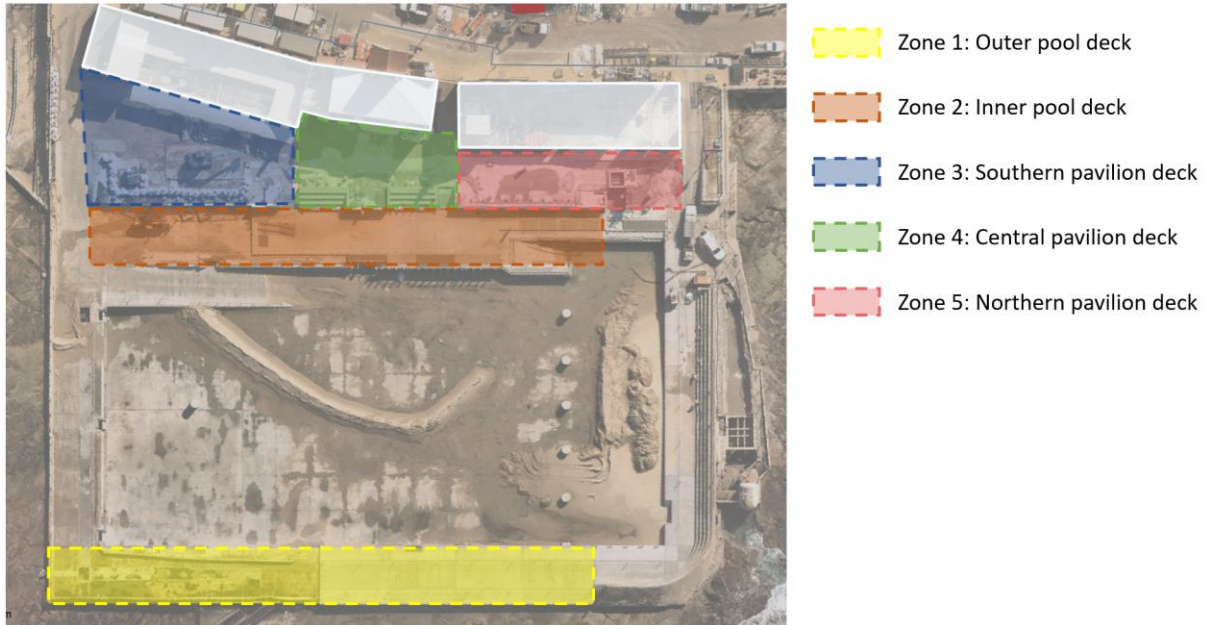 Zone 1: Outer pool deck
Zone 2: Inner pool deck
Zone 3: Southern pavilion deck
Zone 4: Central pavilion deck
Zone 5: Northern pavilion deck
m